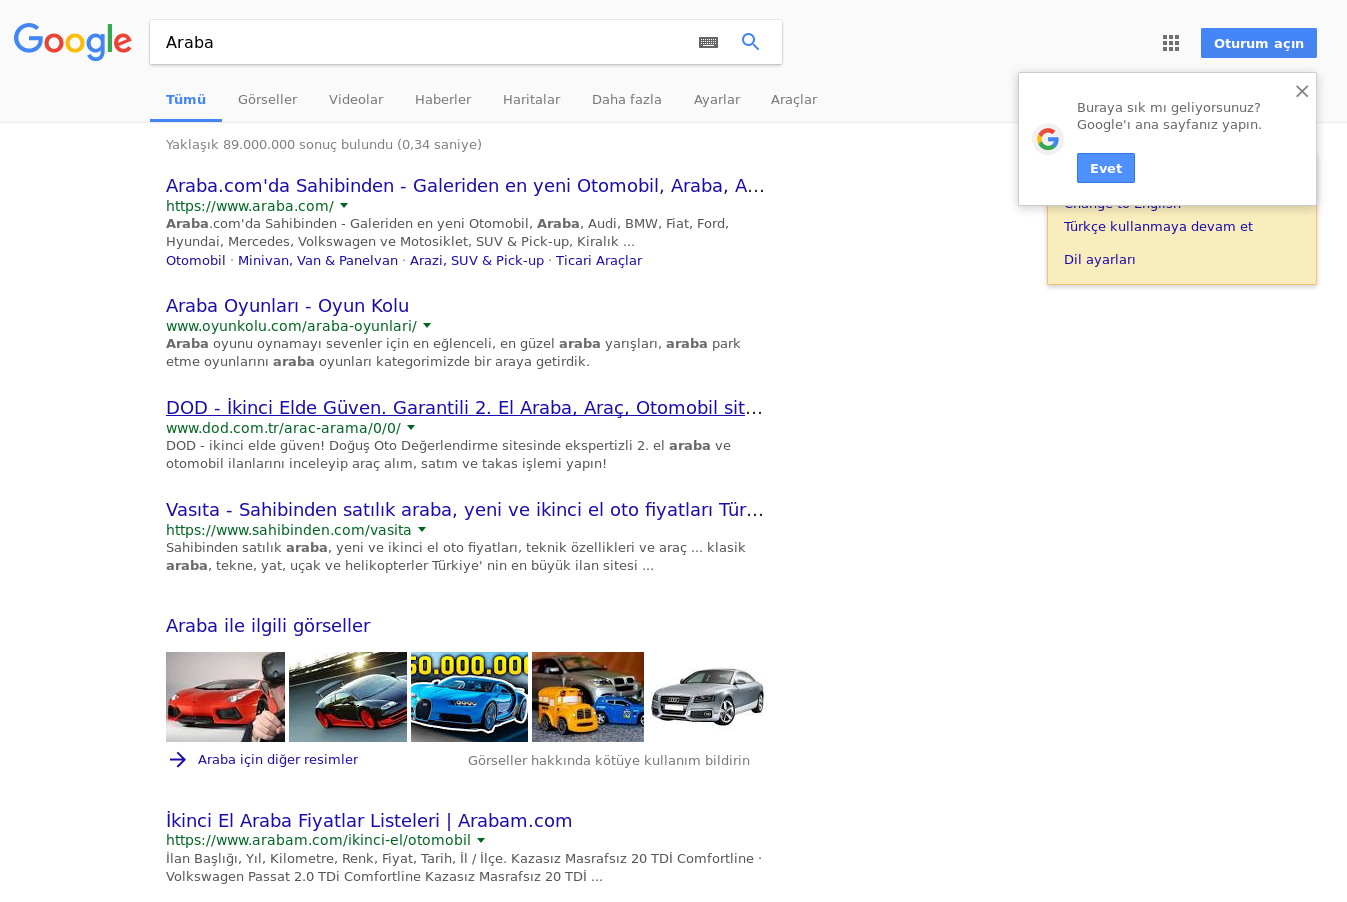 Google
Araba
Oturum açın
Tümü Görseller Videolar Haberler Haritalar Daha fazla Ayarlar Araçlar
Buraya sık mı geliyorsunuz?
Google'ı ana sayfanız yapın.
Evet
Change to English
Türkçe kullanmaya devam et
Dil ayarları
Yaklaşık 89.000.000 sonuç bulundu (0,34 saniye)
Araba.com'da Sahibinden - Galeriden en yeni Otomobil, Araba, A...
https://www.araba.com/
Araba.com'da Sahibinden - Galeriden en yeni Otomobil, Araba, Audi, BMW, Fiat, Ford,
Hyundai, Mercedes, Volkswagen ve Motosiklet, SUV & Pick-up, Kiralık ...
Otomobil · Minivan, Van & Panelvan · Arazi, SUV & Pick-up · Ticari Araçlar
Araba Oyunları - Oyun Kolu
www.oyunkolu.com/araba-oyunlari/
Araba oyunu oynamayı sevenler için en eğlenceli, en güzel araba yarışları, araba park
etme oyunlarını araba oyunları kategorimizde bir araya getirdik.
DOD - İkinci Elde Güven. Garantili 2. El Araba, Araç, Otomobil sit...
www.dod.com.tr/arac-arama/0/0/
DOD - ikinci elde güven! Doğuş Oto Değerlendirme sitesinde ekspertizli 2. el araba ve
otomobil ilanlarını inceleyip araç alım, satım ve takas işlemi yapın!
Vasıta - Sahibinden satılık araba, yeni ve ikinci el oto fiyatları Tür...
https://www.sahibinden.com/vasita
Sahibinden satılık araba, yeni ve ikinci el oto fiyatları, teknik özellikleri ve araç ... klasik
araba, tekne, yat, uçak ve helikopterler Türkiye' nin en büyük ilan sitesi ...
Araba ile ilgili görseller
50.000.000
Araba için diğer resimler
Görseller hakkında kötüye kullanım bildirin
İkinci El Araba Fiyatlar Listeleri | Arabam.com
https://www.arabam.com/ikinci-el/otomobil
İlan Başlığı, Yıl, Kilometre, Renk, Fiyat, Tarih, İl / İlçe. Kazasız Masrafsız 20 TDİ Comfortline ·
Volkswagen Passat 2.0 TDi Comfortline Kazasız Masrafsız 20 TDİ ...